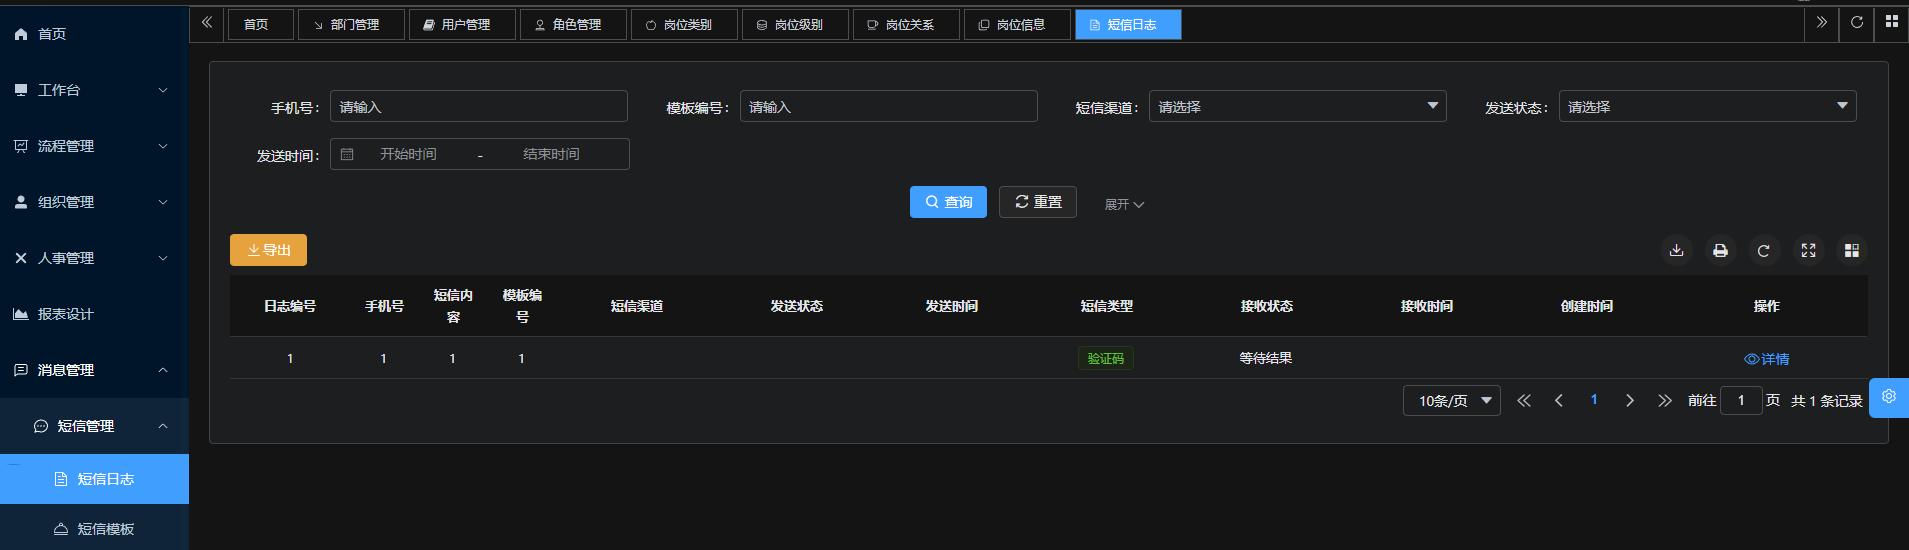 首页
工作台
流程管理
组织管理
人事管理
报表设计
消息管理
短信管理
短信日志
短信模板
首页 部门管理 用户管理 角色管理 岗位类别 岗位级别 岗位关系 岗位信息 短信日志
手机号: 请输入 模板编号: 请输入 短信渠道: 请选择 发送状态: 请选择
发送时间: 开始时间 - 结束时间
查询 重置 展开
导出
日志编号 手机号 短信内容 模板编号 短信渠道 发送状态 发送时间 短信类型 接收状态 接收时间 创建时间 操作
1 1 1 1 验证码 等待结果 详情
10条/页 1 前往 1 页 共 1 条记录